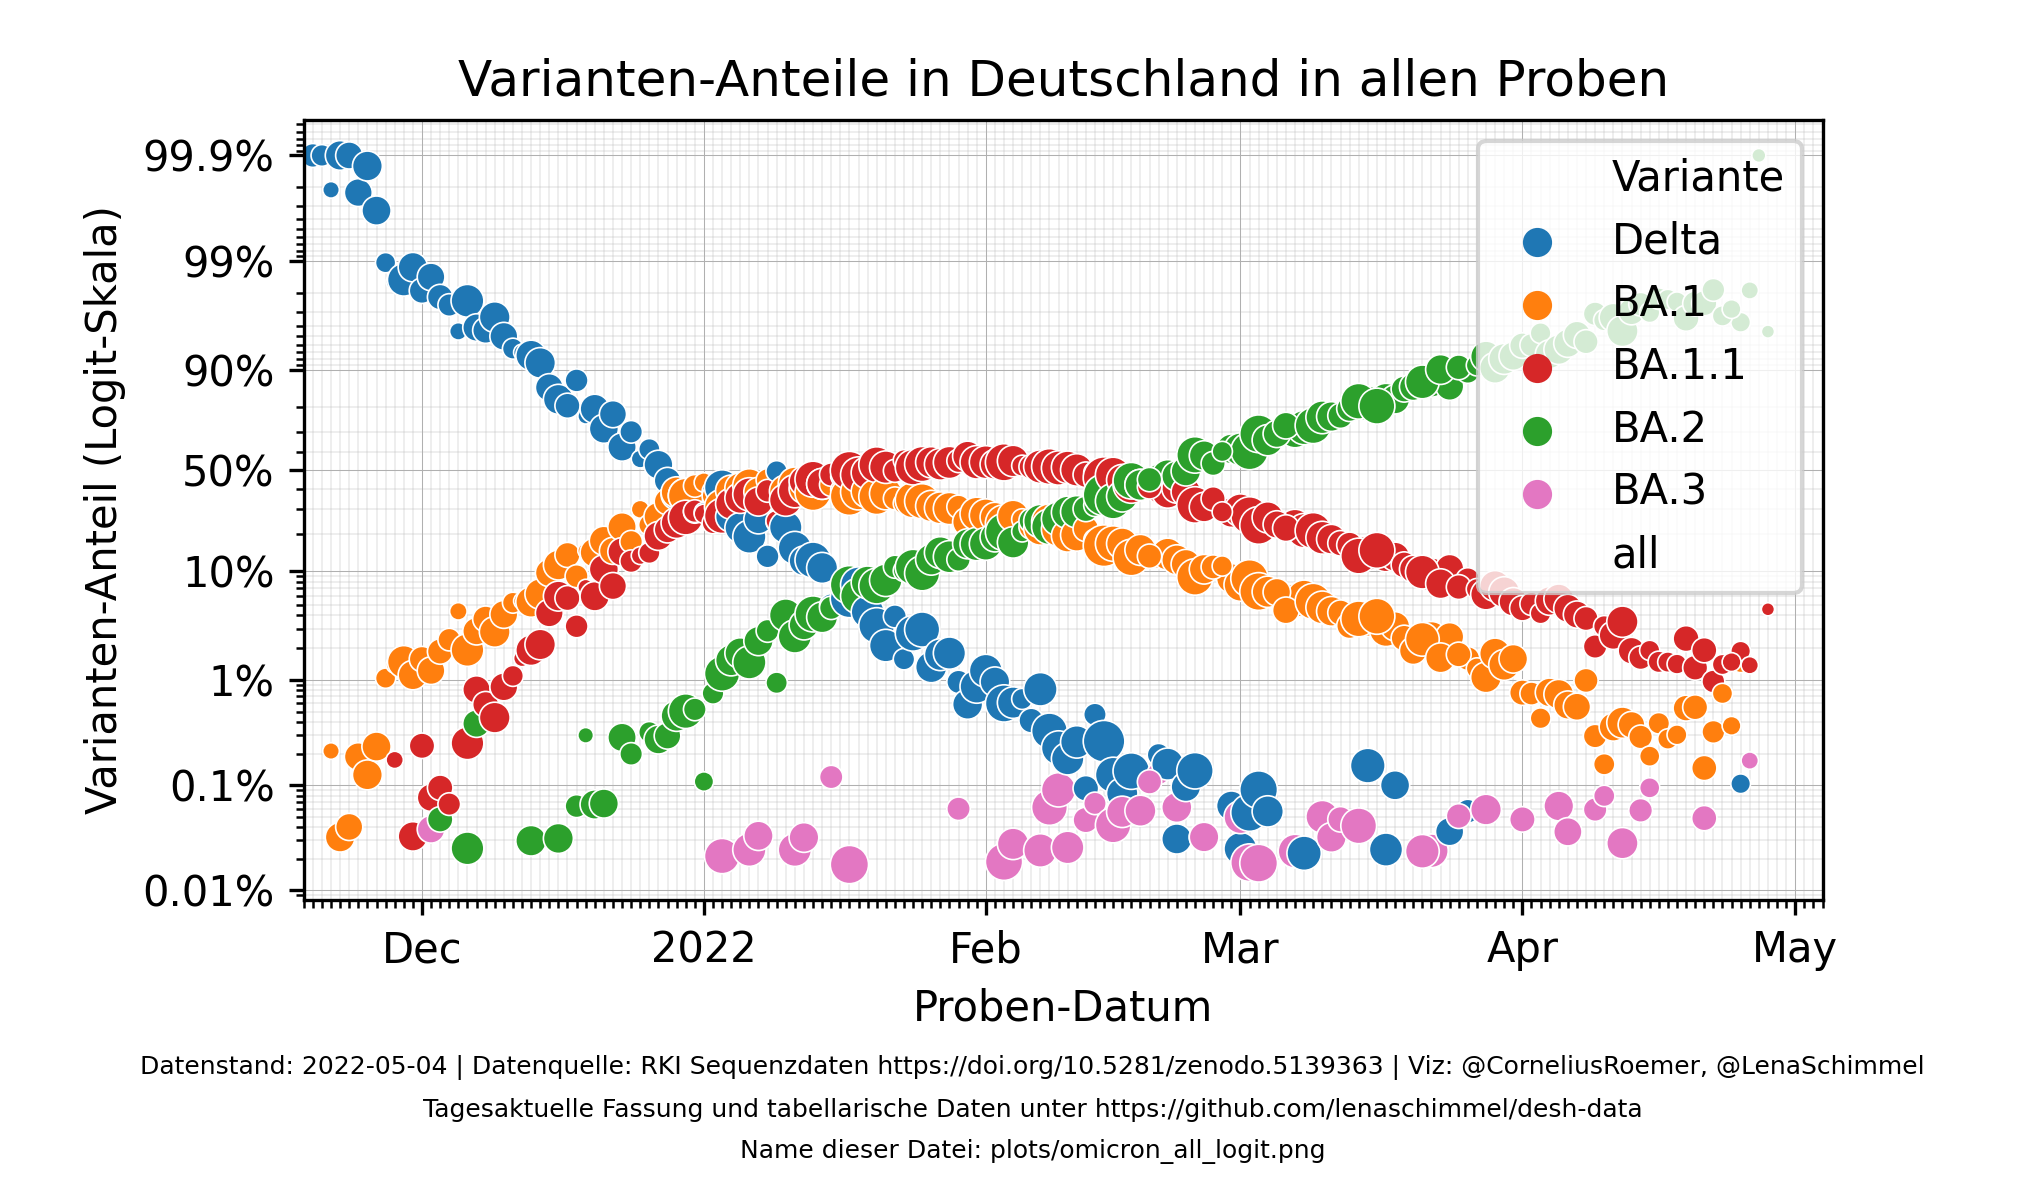 Varianten-Anteile in Deutschland in allen Proben
Varianten-Anteil (Logit-Skala)
99.9%
99%
90%
50%
10%
1%
0.1%
0.01%
Variante
Delta
BA.1
BA.1.1
BA.2
BA.3
all
Dec
2022
Feb
Mar
Apr
May
Proben-Datum
Datenstand: 2022-05-04 | Datenquelle: RKI Sequenzdaten https://doi.org/10.5281/zenodo.5139363 | Viz: @CorneliusRoemer, @LenaSchimmel
Tagesaktuelle Fassung und tabellarische Daten unter https://github.com/lenaschimmel/desh-data
Name dieser Datei: plots/omicron_all_logit.png